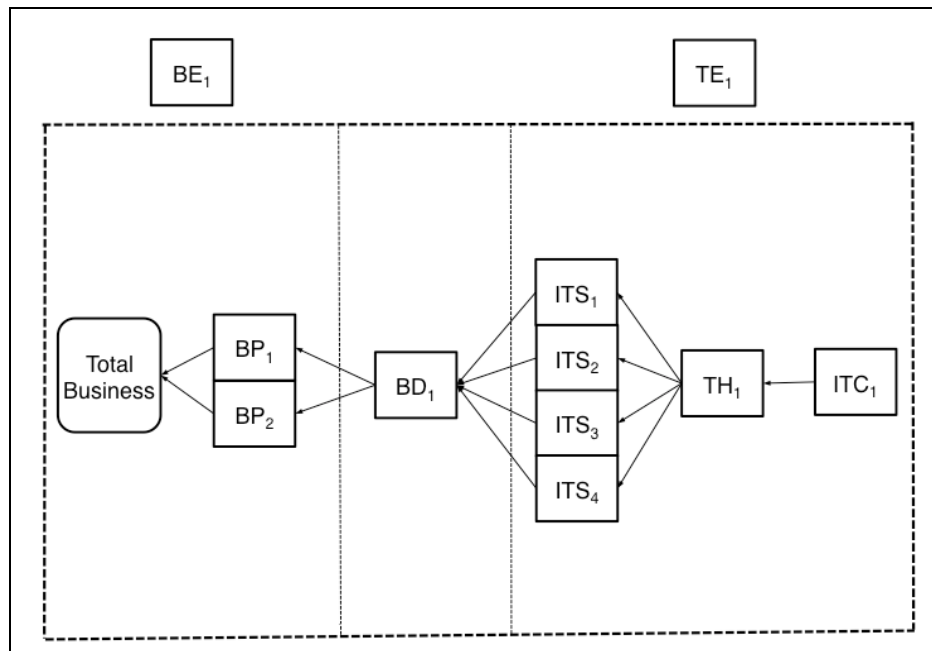 BE₁
TE₁
Total
Business
BP₁
BP₂
BD₁
ITS₁
ITS₂
ITS₃
ITS₄
TH₁
ITC₁